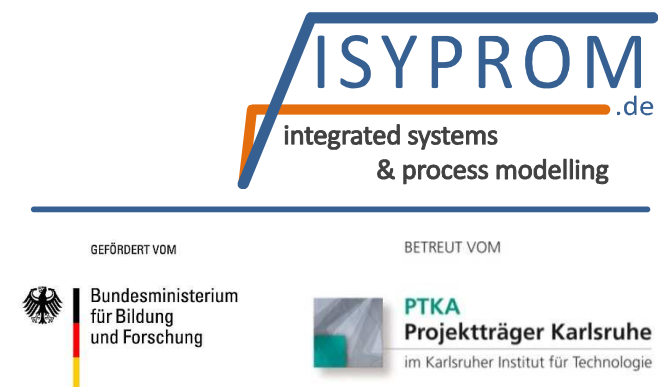 ISYPROM
.de
integrated systems
& process modelling
GEFÖRDERT VOM
Bundesministerium
für Bildung
und Forschung
BETREUT VOM
PTKA
Projektträger Karlsruhe
im Karlsruher Institut für Technologie